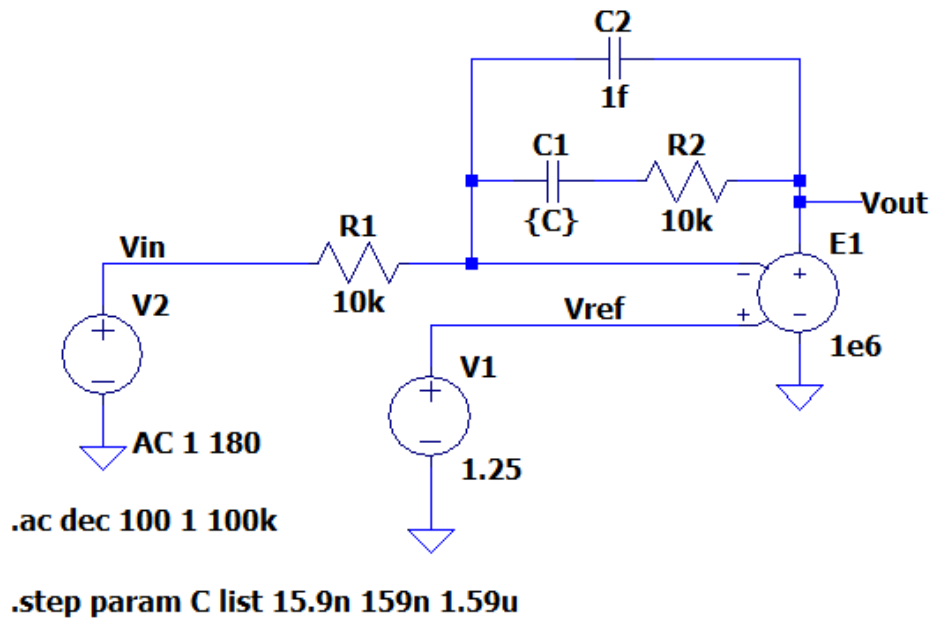 C2
1f
C1
R2
{C}
10k
Vout
R1
E1
Vin
10k
V2
Vref
1e6
V1
AC 1 180
1.25
.ac dec 100 1 100k
.step param C list 15.9n 159n 1.59u